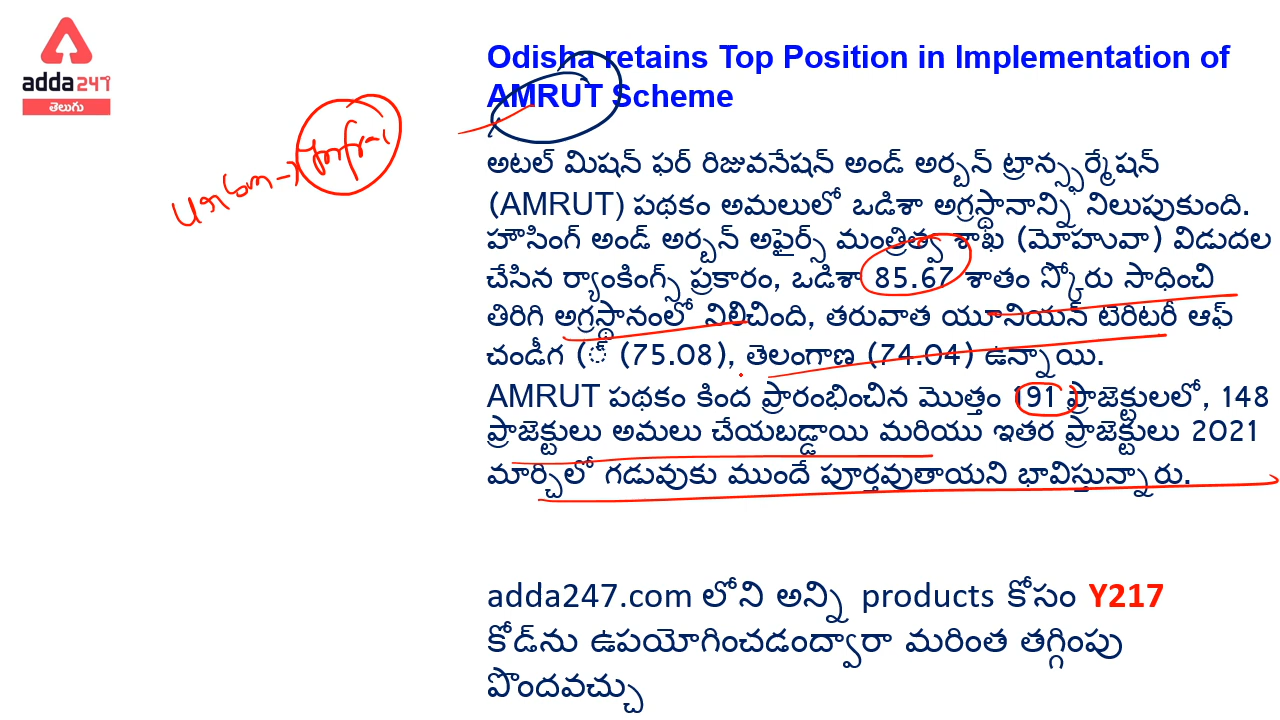 adda247
తెలుగు
Odisha retains Top Position in Implementation of
AMRUT Scheme
urban → Infra
అటల్ మిషన్ ఫర్ రిజువనేషన్ అండ్ అర్బన్ ట్రాన్స్ఫర్మేషన్
(AMRUT) పథకం అమలులో ఒడిశా అగ్రస్థానాన్ని నిలుపుకుంది.
హౌసింగ్ అండ్ అర్బన్ అఫైర్స్ మంత్రిత్వ శాఖ (మోహువా) విడుదల
చేసిన ర్యాంకింగ్స్ ప్రకారం, ఒడిశా 85.67 శాతం స్కోరు సాధించి
తిరిగి అగ్రస్థానంలో నిలిచింది, తరువాత యూనియన్ టెరిటరీ ఆఫ్
చండీగ (్ (75.08), తెలంగాణ (74.04) ఉన్నాయి.
AMRUT పథకం కింద ప్రారంభించిన మొత్తం 191 ప్రాజెక్టులలో, 148
ప్రాజెక్టులు అమలు చేయబడ్డాయి మరియు ఇతర ప్రాజెక్టులు 2021
మార్చిలో గడువుకు ముందే పూర్తవుతాయని భావిస్తున్నారు.
adda247.com లోని అన్ని products కోసం Y217
కోడ్‌ను ఉపయోగించడంద్వారా మరింత తగ్గింపు
పొందవచ్చు